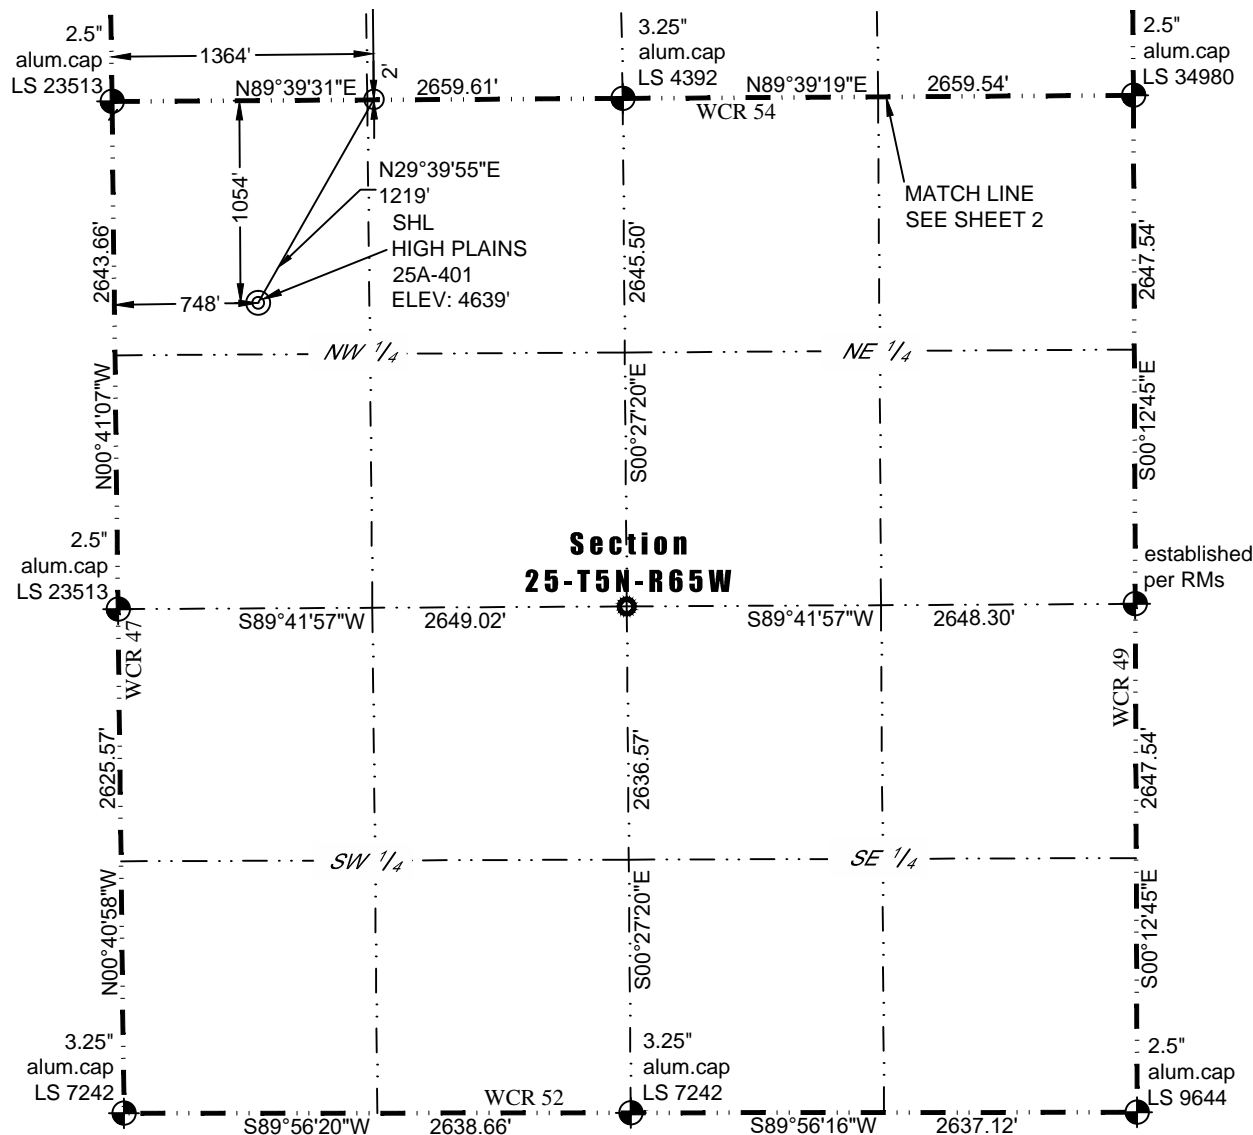 2.5"
alum.cap
LS 23513
1364'
2'
3.25"
alum.cap
LS 4392
2.5"
alum.cap
LS 34980
N89°39'31"E
2659.61'
N89°39'19"E
2659.54'
WCR 54
1054'
N29°39'55"E
1219'
SHL
HIGH PLAINS
25A-401
ELEV: 4639'
748'
MATCH LINE
SEE SHEET 2
2643.66'
2645.50'
2647.54'
NW 1/4
NE 1/4
N00°41'07"W
S00°27'20"E
S00°12'45"E
2.5"
alum.cap
LS 23513
Section
25-T5N-R65W
established
per RMs
S89°41'57"W
2649.02'
S89°41'57"W
2648.30'
WCR 47
WCR 49
2625.57'
2636.57'
2647.54'
SW 1/4
SE 1/4
N00°40'58"W
S00°27'20"E
S00°12'45"E
3.25"
alum.cap
LS 7242
3.25"
alum.cap
LS 7242
2.5"
alum.cap
LS 9644
WCR 52
S89°56'20"W
2638.66'
S89°56'16"W
2637.12'